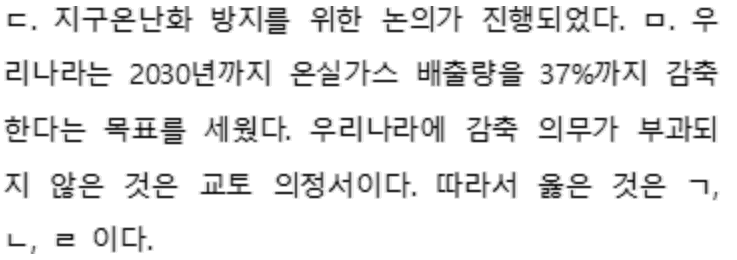 ㄷ. 지구온난화 방지를 위한 논의가 진행되었다. ㅁ. 우
리나라는 2030년까지 온실가스 배출량을 37%까지 감축
한다는 목표를 세웠다. 우리나라에 감축 의무가 부과되
지 않은 것은 교토 의정서이다. 따라서 옳은 것은 ㄱ,
ㄴ, ㄹ 이다.